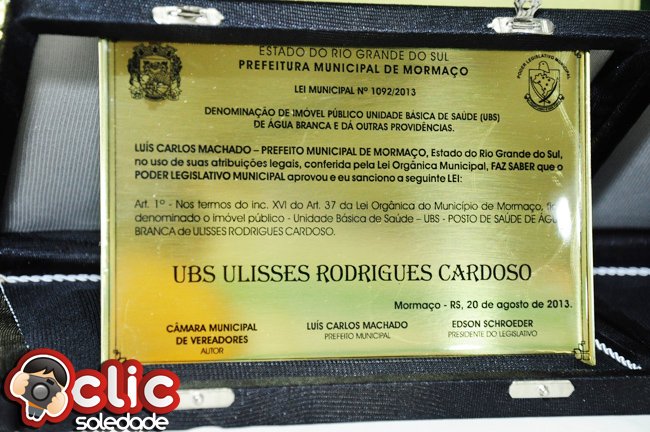 ESTADO DO RIO GRANDE DO SUL
PREFEITURA MUNICIPAL DE MORMAÇO
PODER LEGISLATIVO MUNICIPAL
LEI MUNICIPAL Nº 1092/2013
DENOMINAÇÃO DE IMÓVEL PÚBLICO UNIDADE BÁSICA DE SAÚDE (UBS)
DE ÁGUA BRANCA E DÁ OUTRAS PROVIDÊNCIAS.
LUÍS CARLOS MACHADO – PREFEITO MUNICIPAL DE MORMAÇO, Estado do Rio Grande do Sul,
no uso de suas atribuições legais, conferida pela Lei Orgânica Municipal, FAZ SABER que o
PODER LEGISLATIVO MUNICIPAL aprovou e eu sanciono a seguinte LEI:
Art. 1º - Nos termos do inc. XVI do Art. 37 da Lei Orgânica do Município de Mormaço,
denominado o imóvel público - Unidade Básica de Saúde – UBS - POSTO DE SAÚDE DE ÁGUA
BRANCA de ULISSES RODRIGUES CARDOSO.
UBS ULISSES RODRIGUES CARDOSO
Mormaço - RS, 20 de agosto de 2013.
CÂMARA MUNICIPAL
DE VEREADORES
AUTOR
LUÍS CARLOS MACHADO
PREFEITO MUNICIPAL
EDSON SCHROEDER
PRESIDENTE DO LEGISLATIVO
clic
soledade